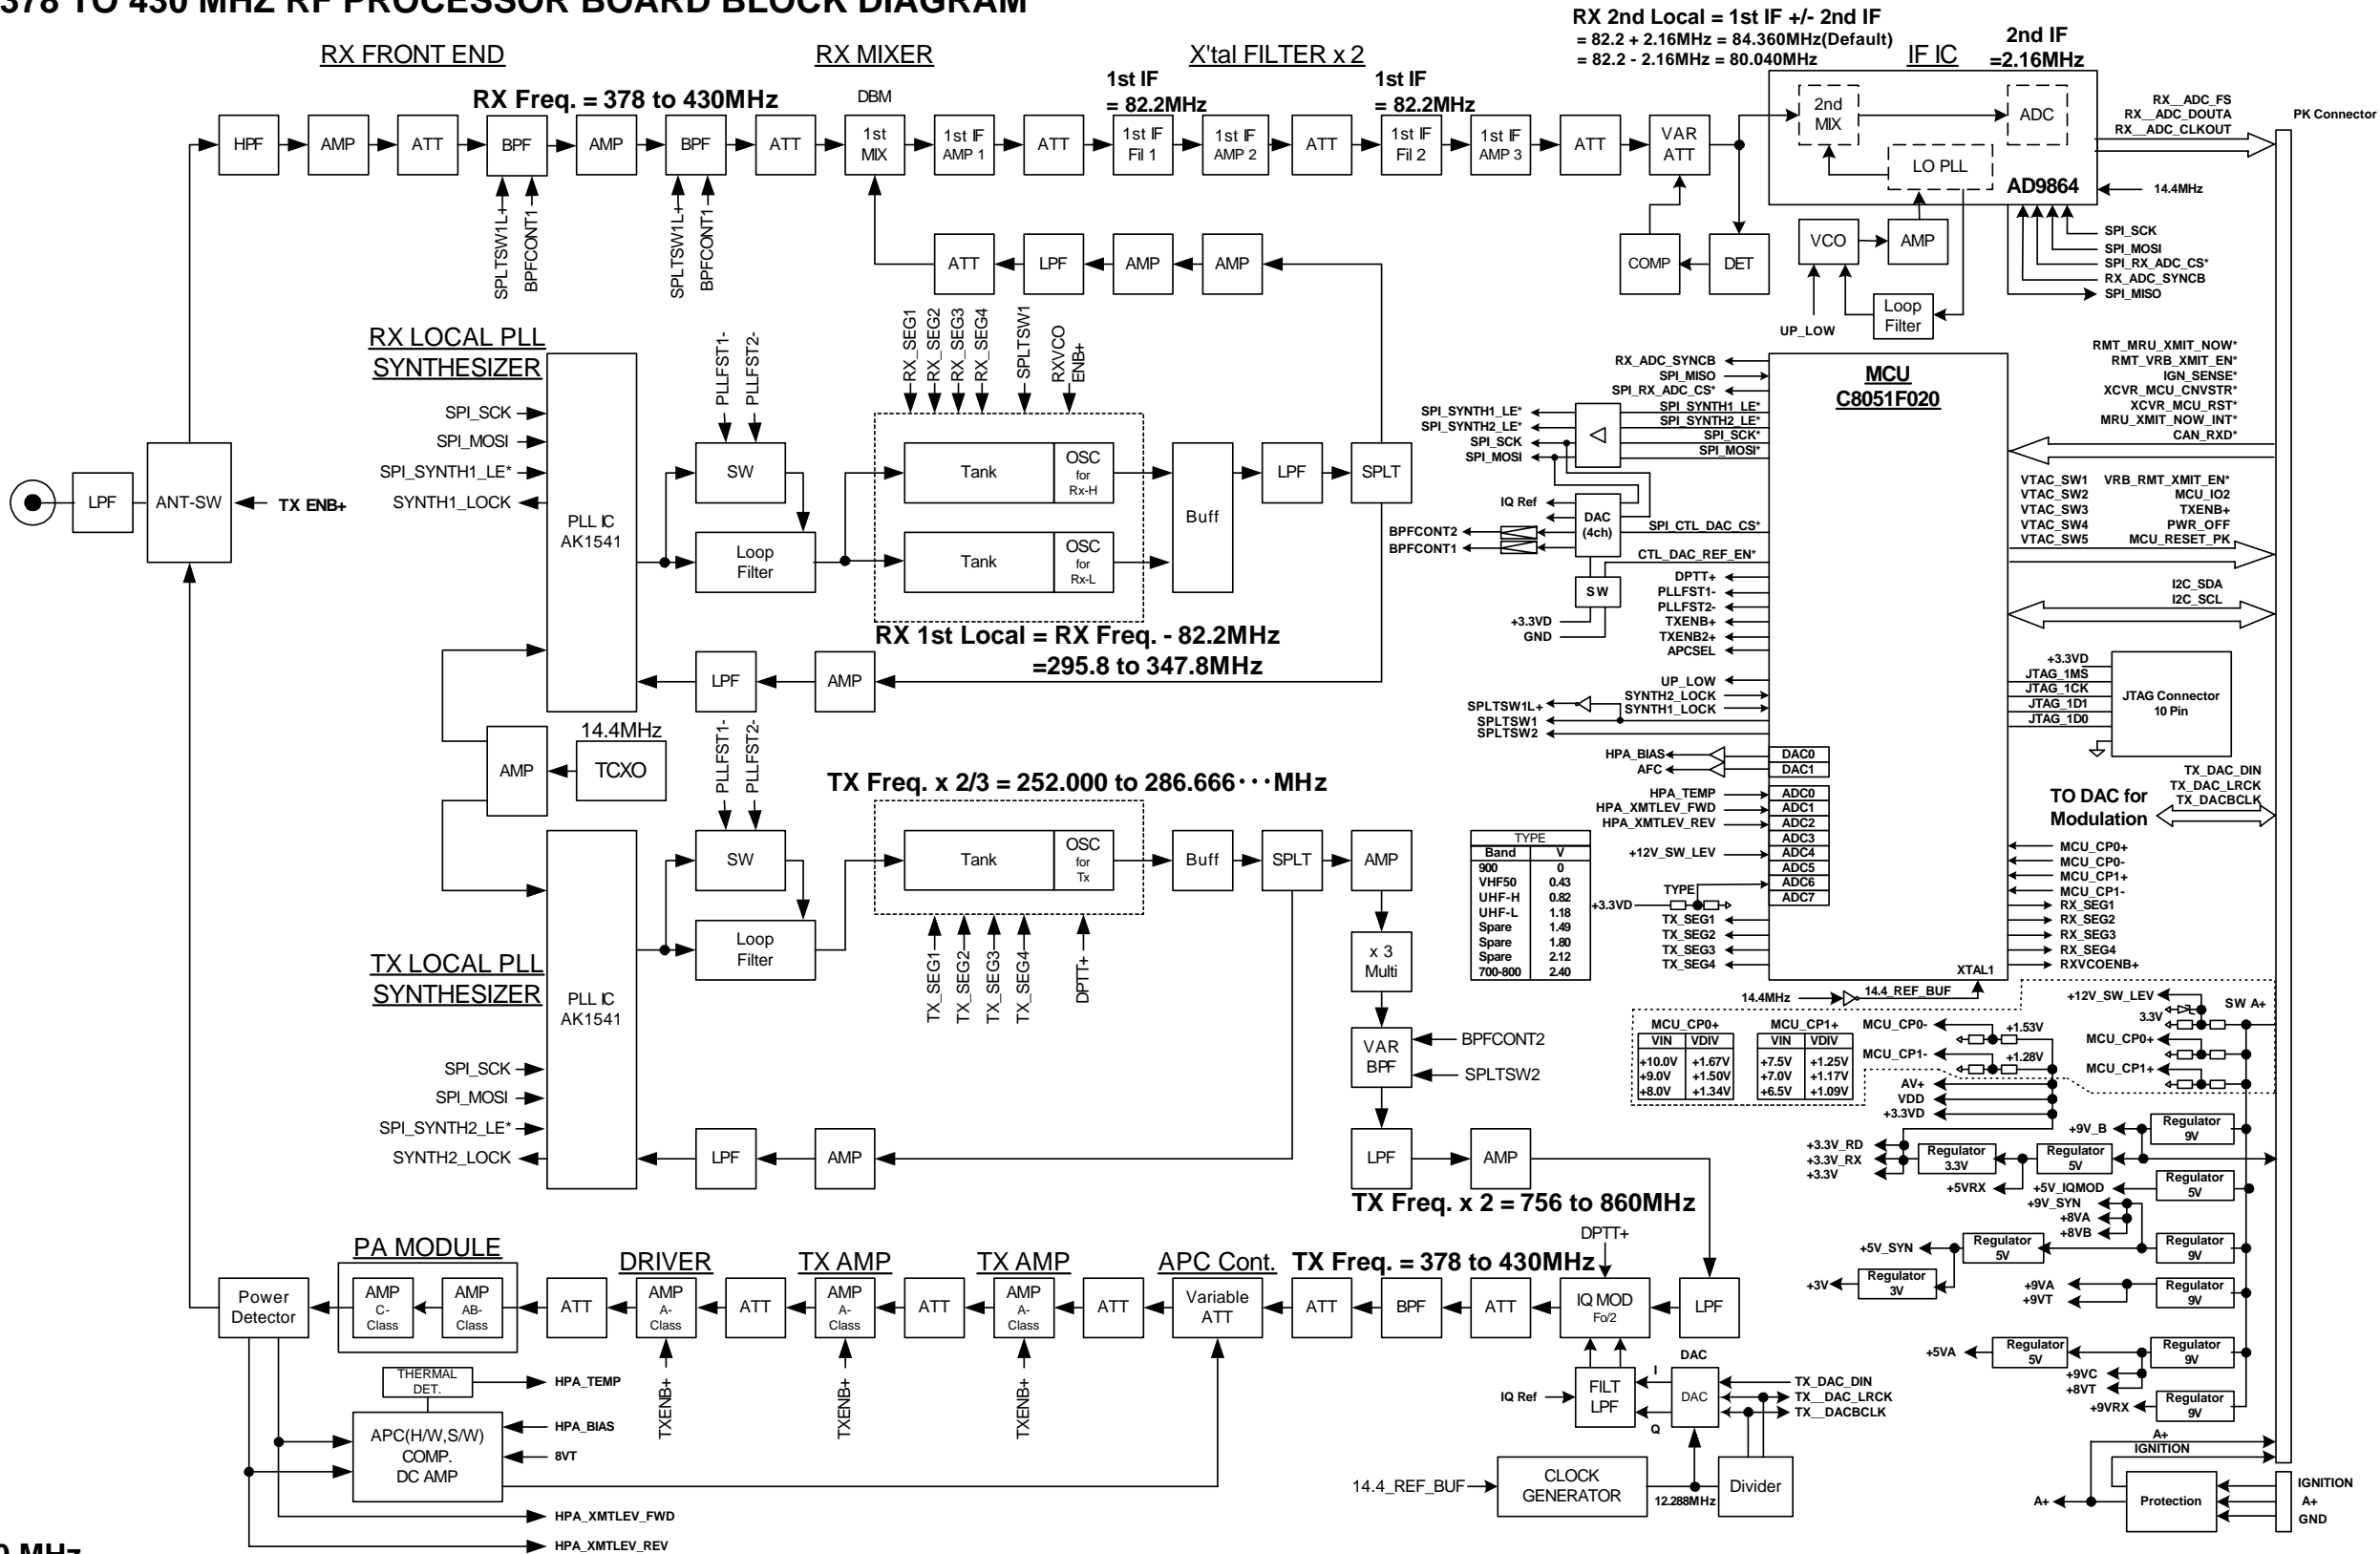 378 TO 430 MHZ RF PROCESSOR BOARD BLOCK DIAGRAM
RX FRONT END
RX MIXER
X'tal FILTER x 2
RX 2nd Local = 1st IF +/- 2nd IF
= 82.2 + 2.16MHz = 84.360MHz(Default)
= 82.2 - 2.16MHz = 80.040MHz
IF IC
2nd IF
=2.16MHz
RX Freq. = 378 to 430MHz
DBM
1st IF
= 82.2MHz
1st IF
= 82.2MHz
HPF
AMP
ATT
BPF
AMP
BPF
ATT
1st
MIX
1st IF
AMP 1
ATT
1st IF
Fil 1
1st IF
AMP 2
ATT
1st IF
Fil 2
1st IF
AMP 3
ATT
VAR
ATT
2nd
MIX
ADC
LO PLL
AD9864
RX__ADC_FS
RX__ADC_DOUTA
RX__ADC_CLKOUT
PK Connector
14.4MHz
SPLTSW1L+
BPFCONT1
SPLTSW1L+
BPFCONT1
ATT
LPF
AMP
AMP
COMP
DET
VCO
AMP
Loop
Filter
UP_LOW
SPI_SCK
SPI_MOSI
SPI_RX_ADC_CS*
RX_ADC_SYNCB
SPI_MISO
RX LOCAL PLL
SYNTHESIZER
SPI_SCK
SPI_MOSI
SPI_SYNTH1_LE*
SYNTH1_LOCK
PLL IC
AK1541
PLLFST1-
PLLFST2-
SW
Loop
Filter
RX_SEG1
RX_SEG2
RX_SEG3
RX_SEG4
SPLTSW1
RXVCO
ENB+
Tank
OSC
for
Rx-H
Tank
OSC
for
Rx-L
Buff
LPF
SPLT
RX 1st Local = RX Freq. - 82.2MHz
=295.8 to 347.8MHz
LPF
AMP
LPF
ANT-SW
TX ENB+
AMP
14.4MHz
TCXO
RX_ADC_SYNCB
SPI_MISO
SPI_RX_ADC_CS*
SPI_SYNTH1_LE*
SPI_SYNTH2_LE*
SPI_SCK
SPI_MOSI
SPI_SYNTH1_LE*
SPI_SYNTH2_LE*
SPI_SCK*
SPI_MOSI*
MCU
C8051F020
IQ Ref
DAC
(4ch)
SPI_CTL_DAC_CS*
BPFCONT2
BPFCONT1
CTL_DAC_REF_EN*
SW
+3.3VD
GND
DPTT+
PLLFST1-
PLLFST2-
TXENB+
TXENB2+
APCSEL
UP_LOW
SYNTH2_LOCK
SYNTH1_LOCK
SPLTSW1L+
SPLTSW1
SPLTSW2
HPA_BIAS
AFC
DAC0
DAC1
HPA_TEMP
HPA_XMTLEV_FWD
HPA_XMTLEV_REV
+12V_SW_LEV
TYPE
+3.3VD
ADC0
ADC1
ADC2
ADC3
ADC4
ADC5
ADC6
ADC7
TX_SEG1
TX_SEG2
TX_SEG3
TX_SEG4
XTAL1
RMT_MRU_XMIT_NOW*
RMT_VRB_XMIT_EN*
IGN_SENSE*
XCVR_MCU_CNVSTR*
XCVR_MCU_RST*
MRU_XMIT_NOW_INT*
CAN_RXD*
VTAC_SW1 VRB_RMT_XMIT_EN*
VTAC_SW2 MCU_IO2
VTAC_SW3 TXENB+
VTAC_SW4 PWR_OFF
VTAC_SW5 MCU_RESET_PK
I2C_SDA
I2C_SCL
+3.3VD
JTAG_1MS
JTAG_1CK
JTAG_1D1
JTAG_1D0
JTAG Connector
10 Pin
TO DAC for
Modulation
TX_DAC_DIN
TX_DAC_LRCK
TX_DACBCLK
MCU_CP0+
MCU_CP0-
MCU_CP1+
MCU_CP1-
RX_SEG1
RX_SEG2
RX_SEG3
RX_SEG4
RXVCOENB+
TYPE
Band V
900 0
VHF50 0.43
UHF-H 0.82
UHF-L 1.18
Spare 1.49
Spare 1.80
Spare 2.12
700-800 2.40
TX Freq. x 2/3 = 252.000 to 286.666···MHz
PLLFST1-
PLLFST2-
SW
Loop
Filter
Tank
OSC
for
Tx
Buff
SPLT
AMP
TX_SEG1
TX_SEG2
TX_SEG3
TX_SEG4
DPTT+
TX LOCAL PLL
SYNTHESIZER
PLL IC
AK1541
SPI_SCK
SPI_MOSI
SPI_SYNTH2_LE*
SYNTH2_LOCK
LPF
AMP
x 3
Multi
VAR
BPF
BPFCONT2
SPLTSW2
LPF
AMP
TX Freq. x 2 = 756 to 860MHz
14.4MHz
14.4_REF_BUF
MCU_CP0+
VIN VDIV
+10.0V +1.67V
+9.0V +1.50V
+8.0V +1.34V
MCU_CP1+
VIN VDIV
+7.5V +1.25V
+7.0V +1.17V
+6.5V +1.09V
MCU_CP0-
+1.53V
MCU_CP1-
+1.28V
AV+
VDD
+3.3VD
+12V_SW_LEV
SW A+
3.3V
MCU_CP0+
MCU_CP1+
+9V_B
Regulator
9V
+3.3V_RD
+3.3V_RX
+3.3V
Regulator
3.3V
Regulator
5V
+5VRX
+5V_IQMOD
Regulator
5V
+9V_SYN
+8VA
+8VB
+5V_SYN
Regulator
5V
Regulator
9V
+3V
Regulator
3V
+9VA
+9VT
Regulator
9V
+5VA
Regulator
5V
Regulator
9V
+9VC
+8VT
+9VRX
Regulator
9V
A+
IGNITION
A+
Protection
IGNITION
A+
GND
PA MODULE
DRIVER
TX AMP
TX AMP
APC Cont.
TX Freq. = 378 to 430MHz
DPTT+
Power
Detector
AMP
C-
Class
AMP
AB-
Class
ATT
AMP
A-
Class
ATT
AMP
A-
Class
ATT
AMP
A-
Class
ATT
Variable
ATT
ATT
BPF
ATT
IQ MOD
Fo/2
LPF
TXENB+
TXENB+
TXENB+
THERMAL
DET.
HPA_TEMP
APC(H/W,S/W)
COMP.
DC AMP
HPA_BIAS
8VT
HPA_XMTLEV_FWD
HPA_XMTLEV_REV
IQ Ref
FILT
LPF
I
Q
DAC
DAC
TX_DAC_DIN
TX__DAC_LRCK
TX__DACBCLK
14.4_REF_BUF
CLOCK
GENERATOR
12.288MHz
Divider